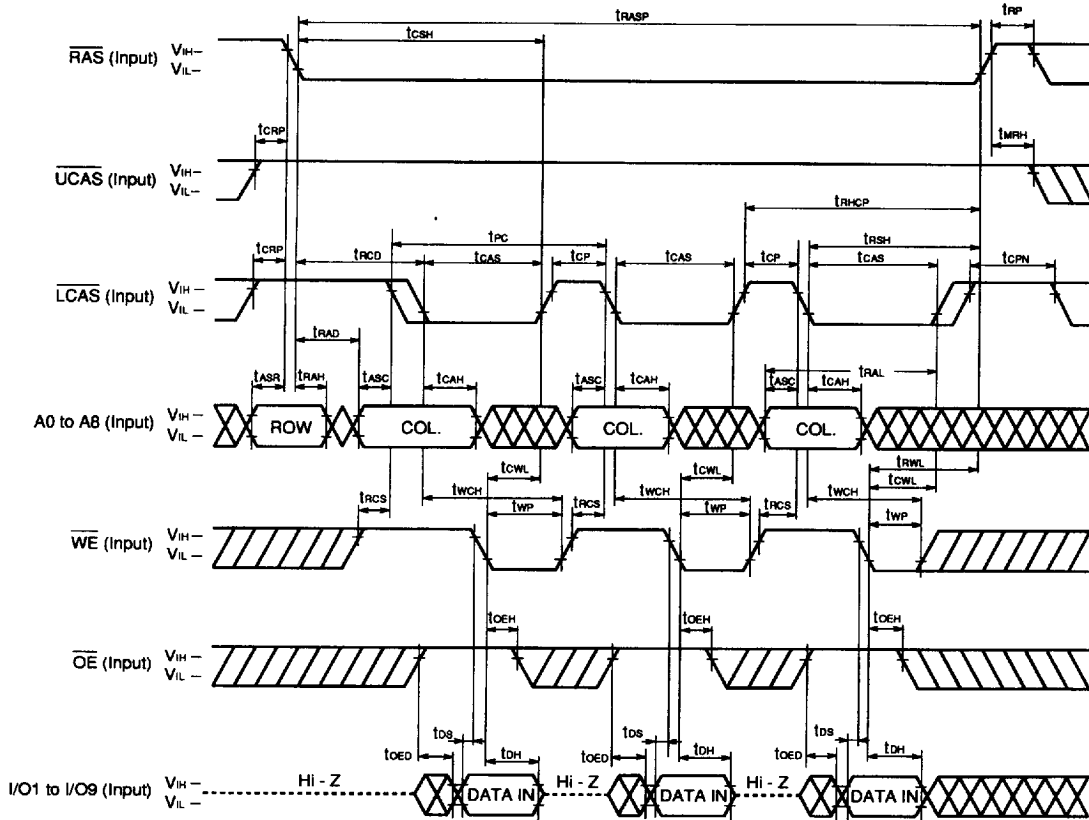 tRASP
tRP
tCSH
RAS (Input) VIH–
VIL–
tCRP
tMRH
UCAS (Input) VIH–
VIL–
tRHCP
tPC
tRSH
tCRP tRCD tCAS tCP tCAS tCP tCAS tCPN
LCAS (Input) VIH–
VIL–
tRAD
tRAL
tASR tRAH tASC tCAH tASC tCAH tASC tCAH
A0 to A8 (Input) VIH–
VIL–
ROW COL. COL. COL.
tCWL tCWL tRWL
tCWL
tRCS tWCH tRCS tWCH tRCS tWCH
tWP tWP tWP
WE (Input) VIH–
VIL–
tOEH tOEH tOEH
OE (Input) VIH–
VIL–
tDS tDS tDS
tOED tDH tOED tDH tOED tDH
I/O1 to I/O9 (Input) VIH–
VIL–
Hi - Z DATA IN Hi - Z DATA IN Hi - Z DATA IN